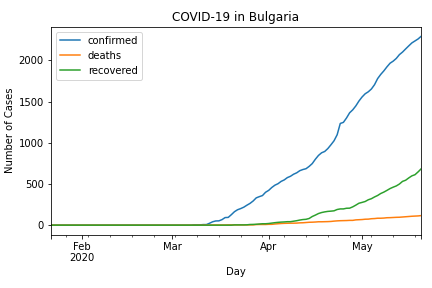 COVID-19 in Bulgaria
confirmed
deaths
recovered
Number of Cases
2000
1500
1000
500
0
Feb
2020
Mar
Apr
May
Day